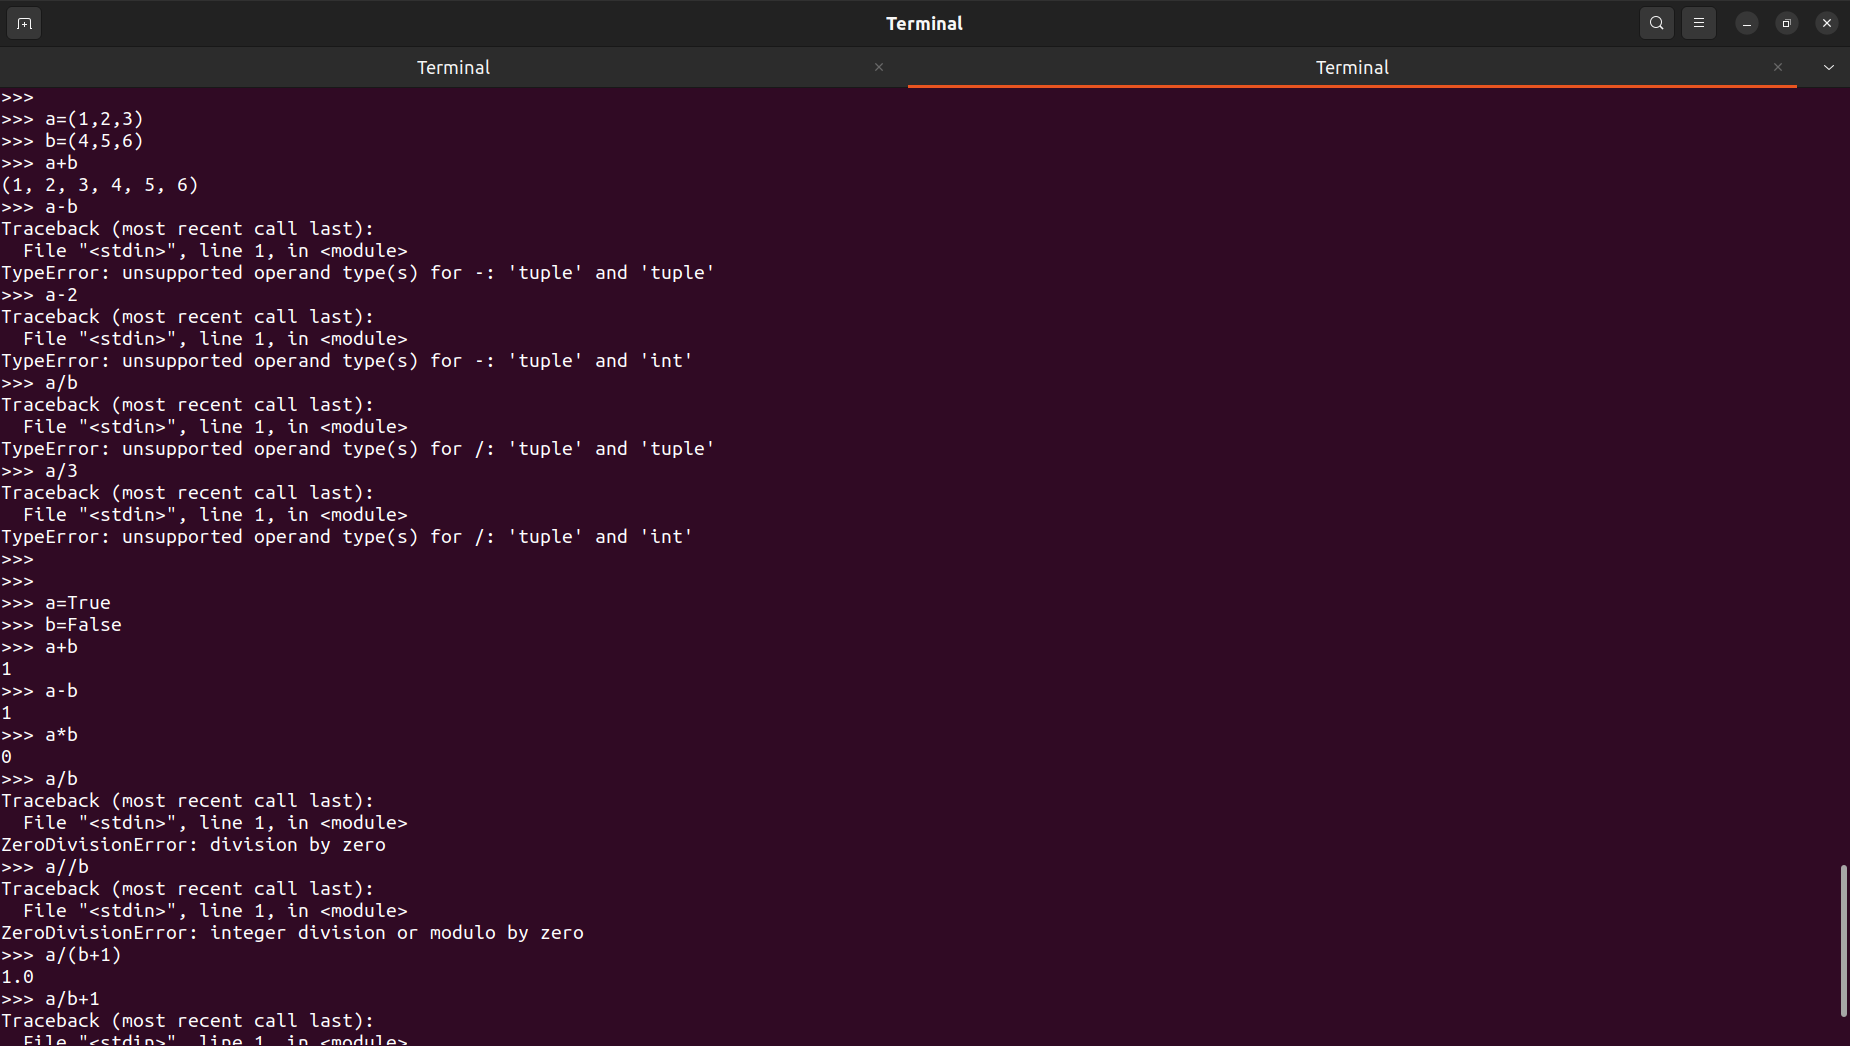 Terminal
Terminal
Terminal
>>>
>>> a=(1,2,3)
>>> b=(4,5,6)
>>> a+b
(1, 2, 3, 4, 5, 6)
>>> a-b
Traceback (most recent call last):
  File "<stdin>", line 1, in <module>
TypeError: unsupported operand type(s) for -: 'tuple' and 'tuple'
>>> a-2
Traceback (most recent call last):
  File "<stdin>", line 1, in <module>
TypeError: unsupported operand type(s) for -: 'tuple' and 'int'
>>> a/b
Traceback (most recent call last):
  File "<stdin>", line 1, in <module>
TypeError: unsupported operand type(s) for /: 'tuple' and 'tuple'
>>> a/3
Traceback (most recent call last):
  File "<stdin>", line 1, in <module>
TypeError: unsupported operand type(s) for /: 'tuple' and 'int'
>>>
>>>
>>> a=True
>>> b=False
>>> a+b
1
>>> a-b
1
>>> a*b
0
>>> a/b
Traceback (most recent call last):
  File "<stdin>", line 1, in <module>
ZeroDivisionError: division by zero
>>> a//b
Traceback (most recent call last):
  File "<stdin>", line 1, in <module>
ZeroDivisionError: integer division or modulo by zero
>>> a/(b+1)
1.0
>>> a/b+1
Traceback (most recent call last):
  File "<stdin>", line 1, in <module>